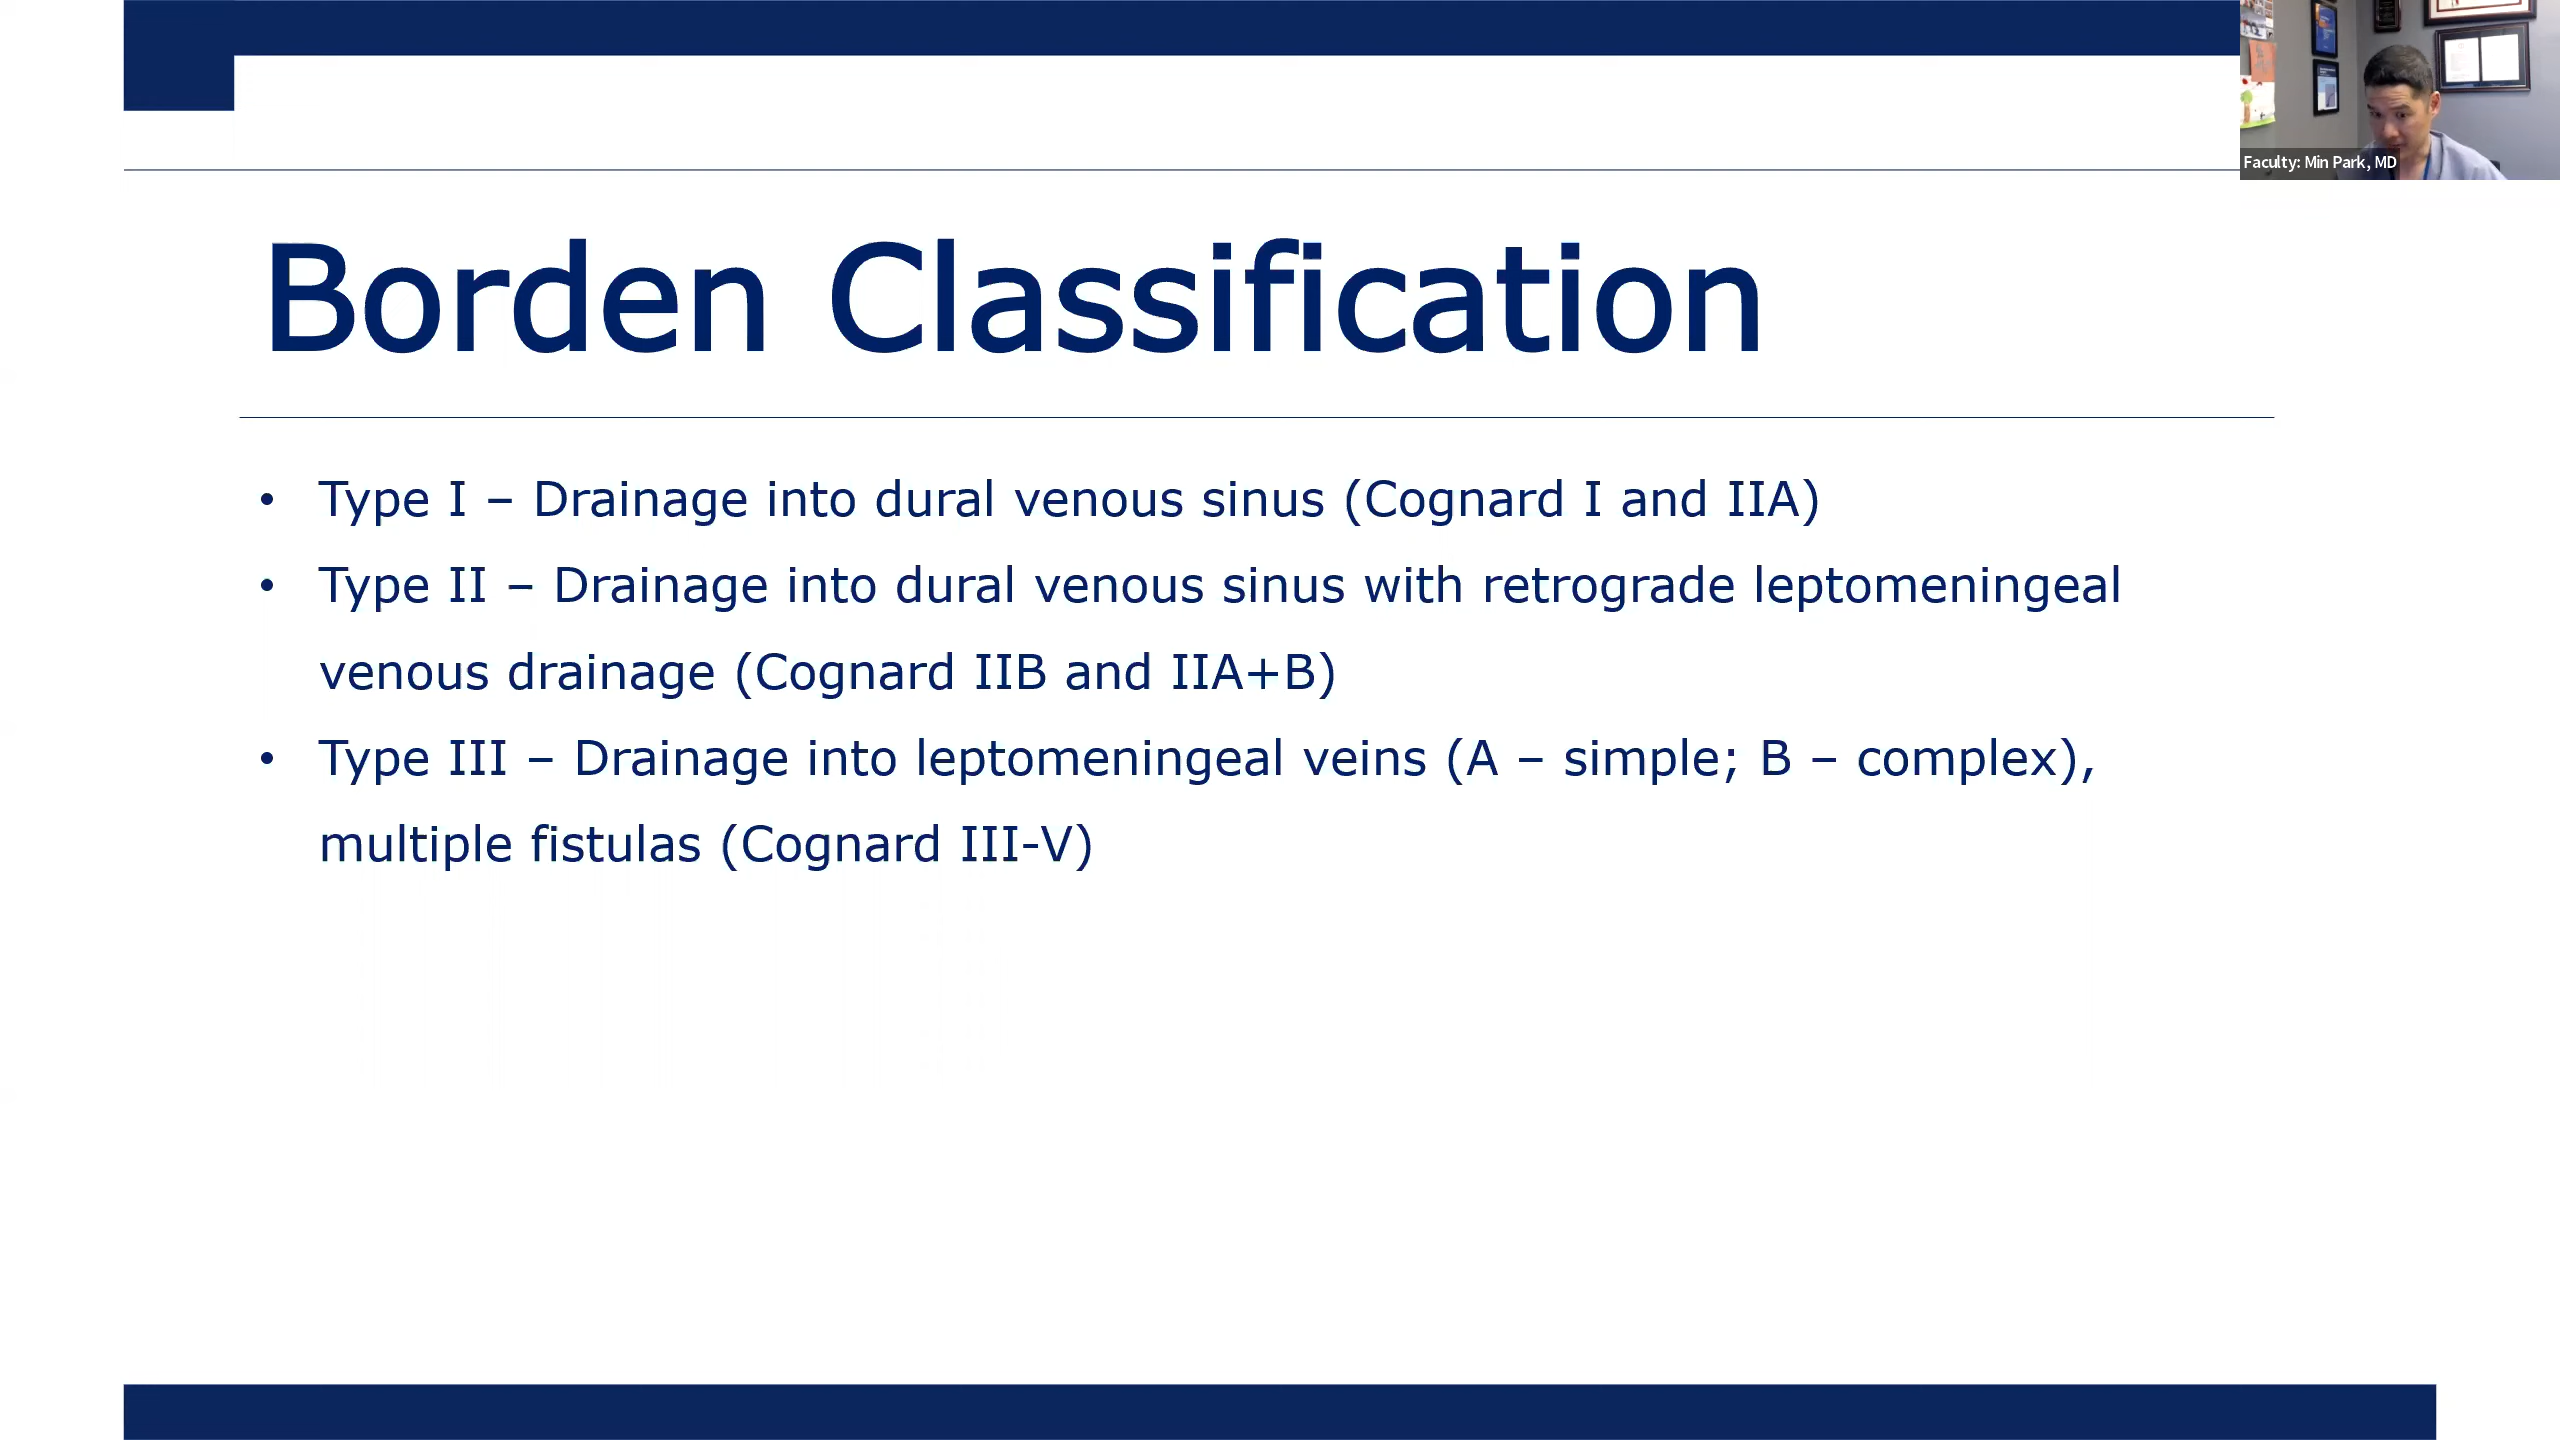 Faculty: Min Park, MD
Borden Classification
• Type I – Drainage into dural venous sinus (Cognard I and IIA)
• Type II – Drainage into dural venous sinus with retrograde leptomeningeal
venous drainage (Cognard IIB and IIA+B)
• Type III – Drainage into leptomeningeal veins (A – simple; B – complex),
multiple fistulas (Cognard III-V)